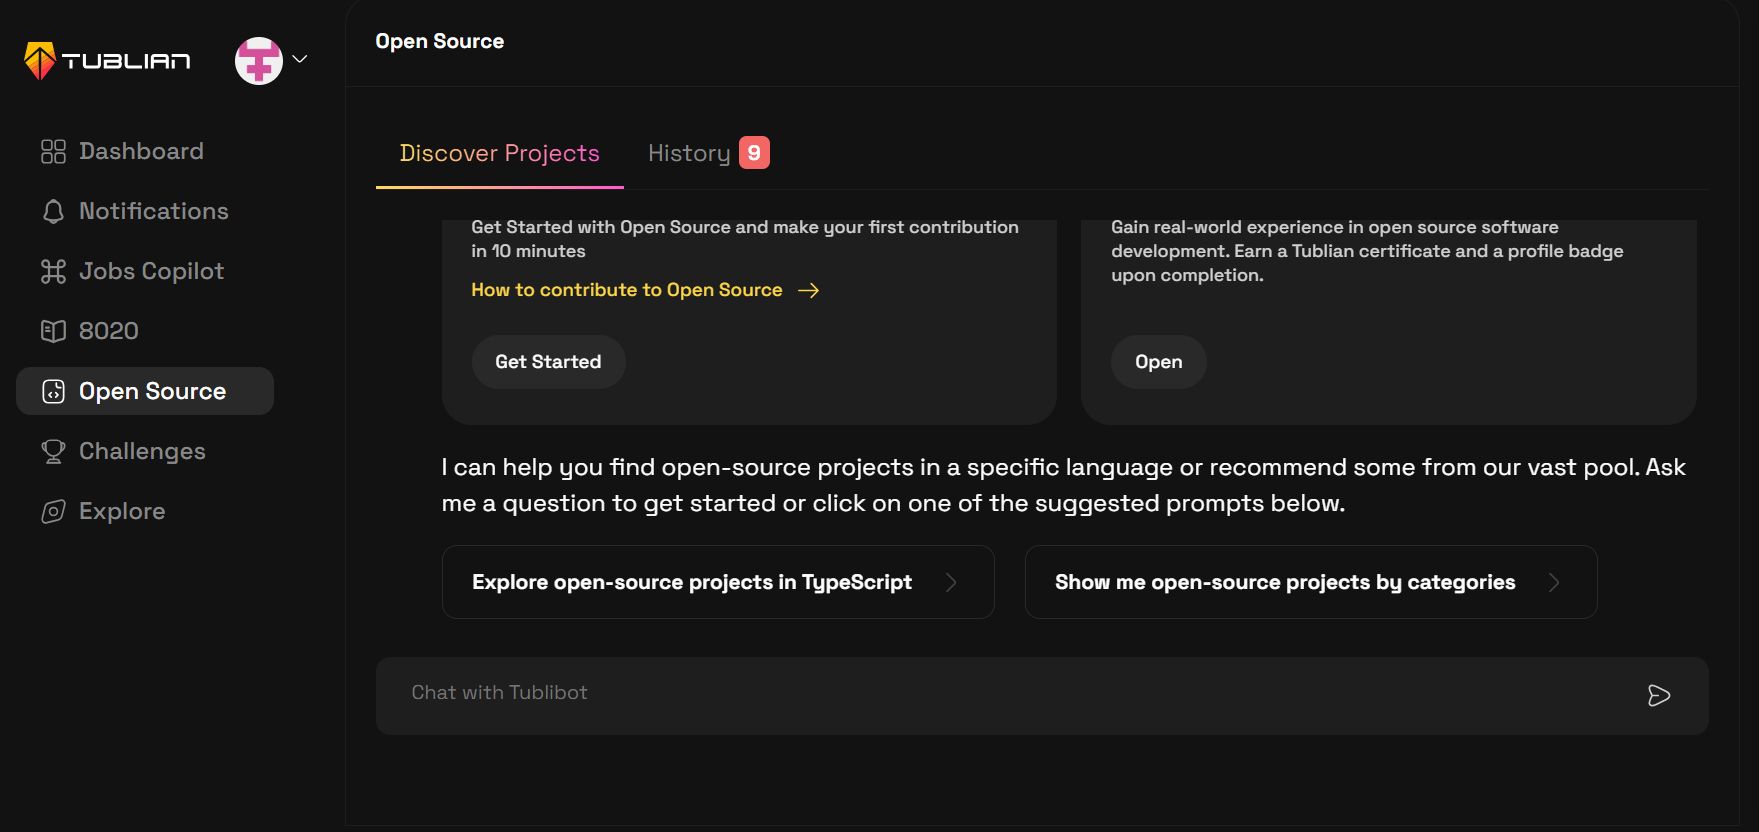 TUBLIAN
Dashboard
Notifications
Jobs Copilot
8020
Open Source
Challenges
Explore
Open Source
Discover Projects
History 9
Get Started with Open Source and make your first contribution
in 10 minutes
How to contribute to Open Source
Get Started
Gain real-world experience in open source software
development. Earn a Tublian certificate and a profile badge
upon completion.
Open
I can help you find open-source projects in a specific language or recommend some from our vast pool. Ask
me a question to get started or click on one of the suggested prompts below.
Explore open-source projects in TypeScript
Show me open-source projects by categories
Chat with Tublibot